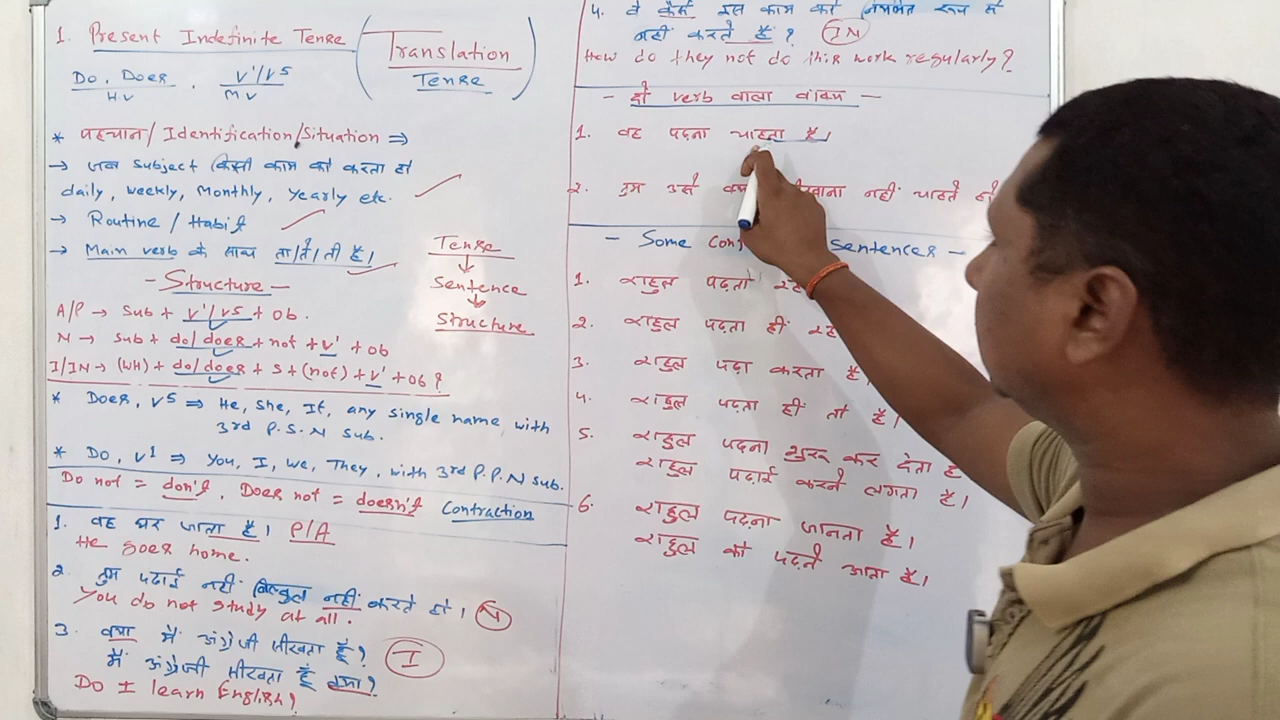 1. Present Indefinite Tense
(Translation
Tense)
Do, Does
H.V
V¹/V5
MV
* पहचान/Identification/Situation ⇒
→ जब Subject किसी काम को करता हो
daily, weekly, Monthly, Yearly etc.
→ Routine / Habit
→ Main verb के साथ ता/ते/ती है।
Tense
↓
Sentence
↓
Structure
- Structure -
A/P → Sub + V¹/V5 + Ob.
N → Sub + do/does + not + V¹ + Ob
I/IN → (WH) + do/does + S + (not) + V¹ + Ob ?
* Does, V5 ⇒ He, She, It, any single name with
3rd P.S.N Sub.
* Do, V¹ ⇒ You, I, We, They, with 3rd P.P.N Sub.
Do not = don't, Does not = doesn't Contraction
1. वह घर जाता है। P/A
He goes home.
2. तुम पढाई नहीं बिल्कुल नहीं करते हो। N
You do not study at all.
3. क्या मैं अंग्रेजी सीखता हूँ?
मैं अंग्रेजी सीखता हूँ क्या? I
Do I learn English?
4. वे कैसे इस काम को नियमित रूप से
नहीं करते हैं? IN
How do they not do this work regularly?
- दो verb वाला वाक्य -
1. वह पढ़ना चाहता है।
2. तुम उसे नहीं चाहते हो
- Some sentences -
1. राहुल पढ़ता
2. राहुल पढ़ता ही
3. राहुल पढ़ा करता है।
4. राहुल पढ़ता ही तो है।
5. राहुल पढ़ना शुरू कर देता है
राहुल पढाई करने लगता है।
6. राहुल पढ़ना जानता है।
राहुल को पढ़ने आता है।